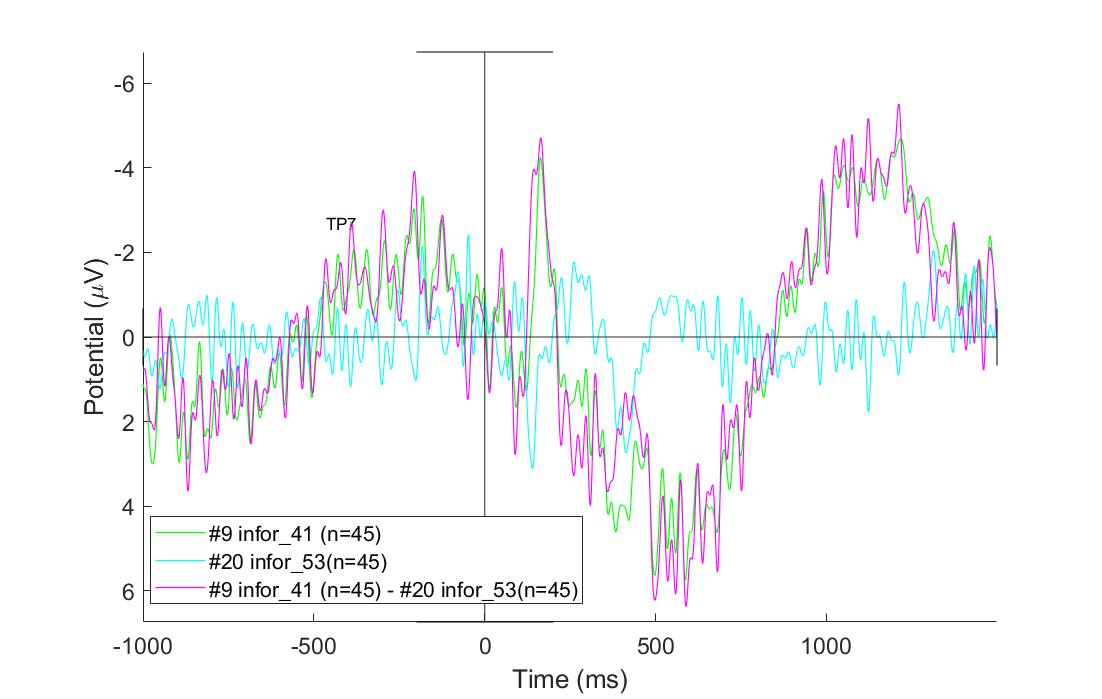 -6
-4
TP7
-2
0
2
4
6
Potential (μV)
#9 infor_41 (n=45)
#20 infor_53(n=45)
#9 infor_41 (n=45) - #20 infor_53(n=45)
-1000 -500 0 500 1000
Time (ms)